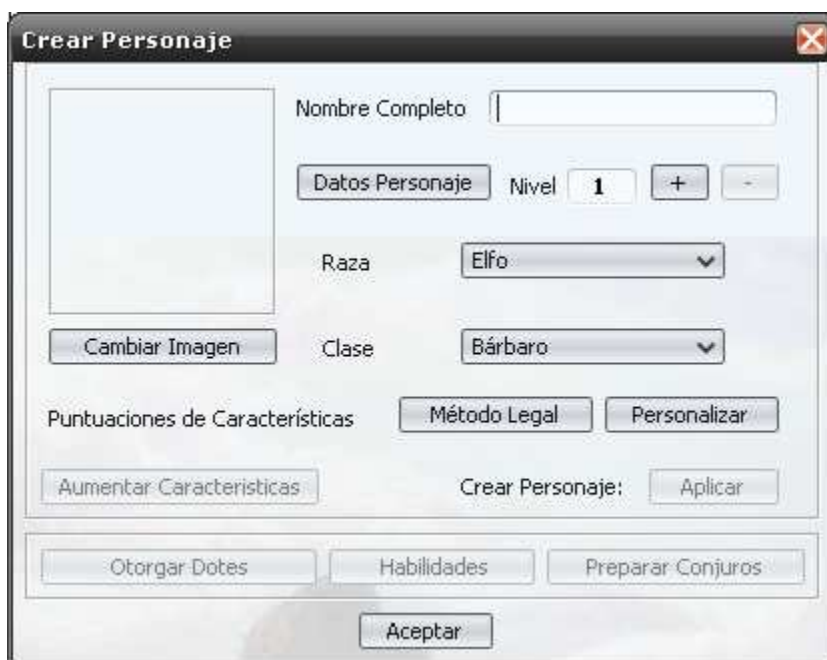 Crear Personaje
Nombre Completo
Datos Personaje Nivel 1 + -
Raza Elfo
Cambiar Imagen Clase Bárbaro
Puntuaciones de Características Método Legal Personalizar
Aumentar Caracteristicas Crear Personaje: Aplicar
Otorgar Dotes Habilidades Preparar Conjuros
Aceptar